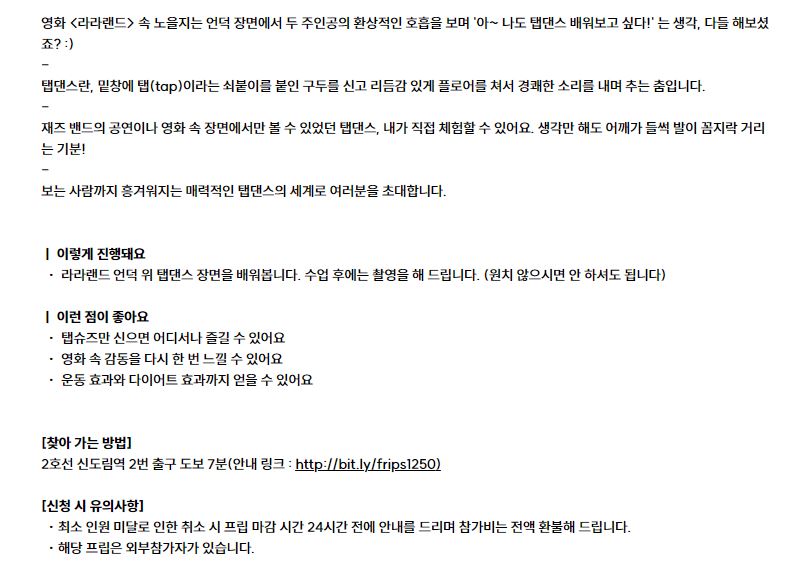 영화 <라라랜드> 속 노을지는 언덕 장면에서 두 주인공의 환상적인 호흡을 보며 '아~ 나도 탭댄스 배워보고 싶다!' 는 생각, 다들 해보셨
죠? :)
–
탭댄스란, 밑창에 탭(tap)이라는 쇠붙이를 붙인 구두를 신고 리듬감 있게 플로어를 쳐서 경쾌한 소리를 내며 추는 춤입니다.
–
재즈 밴드의 공연이나 영화 속 장면에서만 볼 수 있었던 탭댄스, 내가 직접 체험할 수 있어요. 생각만 해도 어깨가 들썩 발이 꼼지락 거리
는 기분!
–
보는 사람까지 흥겨워지는 매력적인 탭댄스의 세계로 여러분을 초대합니다.
| 이렇게 진행돼요
· 라라랜드 언덕 위 탭댄스 장면을 배워봅니다. 수업 후에는 촬영을 해 드립니다. (원치 않으시면 안 하셔도 됩니다)
| 이런 점이 좋아요
· 탭슈즈만 신으면 어디서나 즐길 수 있어요
· 영화 속 감동을 다시 한 번 느낄 수 있어요
· 운동 효과와 다이어트 효과까지 얻을 수 있어요
[찾아 가는 방법]
2호선 신도림역 2번 출구 도보 7분(안내 링크 : http://bit.ly/frips1250)
[신청 시 유의사항]
· 최소 인원 미달로 인한 취소 시 프립 마감 시간 24시간 전에 안내를 드리며 참가비는 전액 환불해 드립니다.
· 해당 프립은 외부참가자가 있습니다.